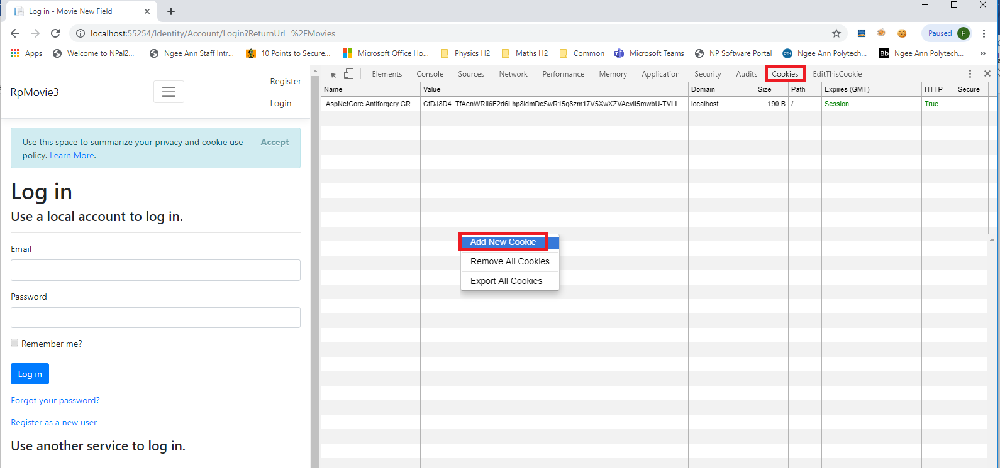 Log in - Movie New Field
localhost:55254/Identity/Account/Login?ReturnUrl=%2FMovies
Paused F
Apps Welcome to NPal2... Ngee Ann Staff Intr... 10 Points to Secure... Microsoft Office Ho... Physics H2 Maths H2 Common Microsoft Teams NP Software Portal OTH Ngee Ann Polytech... Bb Ngee Ann Polytech... »
RpMovie3
Register
Login
Use this space to summarize your privacy and cookie use policy. Learn More.
Accept
Log in
Use a local account to log in.
Email
Password
Remember me?
Log in
Forgot your password?
Register as a new user
Use another service to log in.
Elements Console Sources Network Performance Memory Application Security Audits Cookies EditThisCookie
Name Value Domain Size Path Expires (GMT) HTTP Secure
.AspNetCore.Antiforgery.GR... localhost 190 B / Session True
Add New Cookie
Remove All Cookies
Export All Cookies